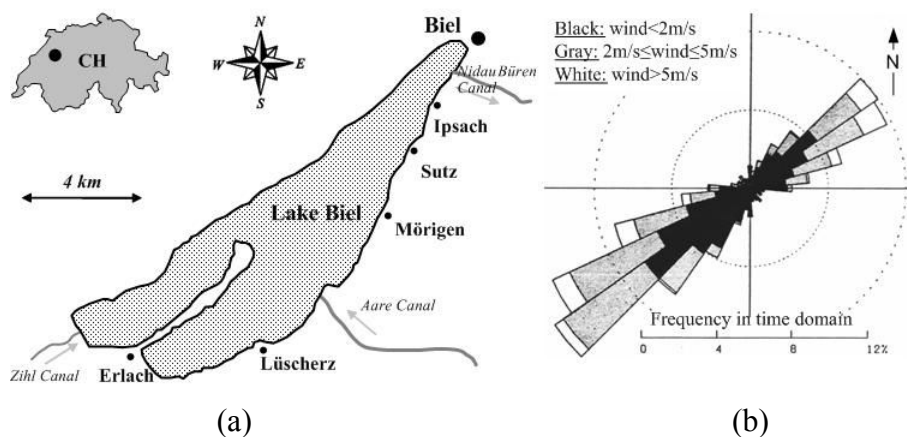 CH
N
W E
S
Biel
Nidau Büren
Canal
Ipsach
Sutz
4 km
Lake Biel
Mörigen
Aare Canal
Zihl Canal
Erlach
Lüscherz
(a)
Black: wind<2m/s
Gray: 2m/s≤wind≤5m/s
White: wind>5m/s
N
Frequency in time domain
0 4 8 12%
(b)